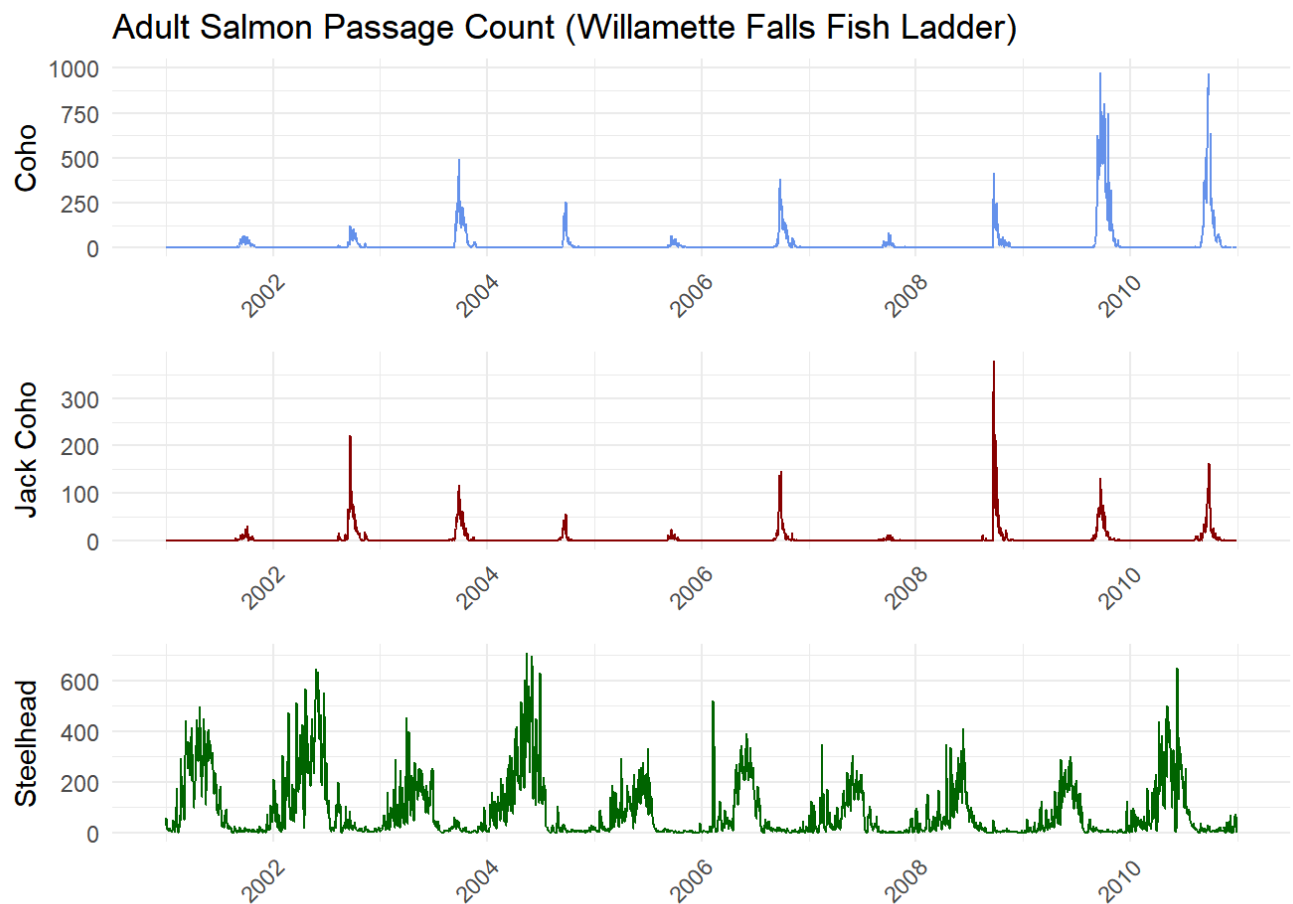 Adult Salmon Passage Count (Willamette Falls Fish Ladder)
Coho
1000
750
500
250
0
2002 2004 2006 2008 2010
Jack Coho
300
200
100
0
2002 2004 2006 2008 2010
Steelhead
600
400
200
0
2002 2004 2006 2008 2010